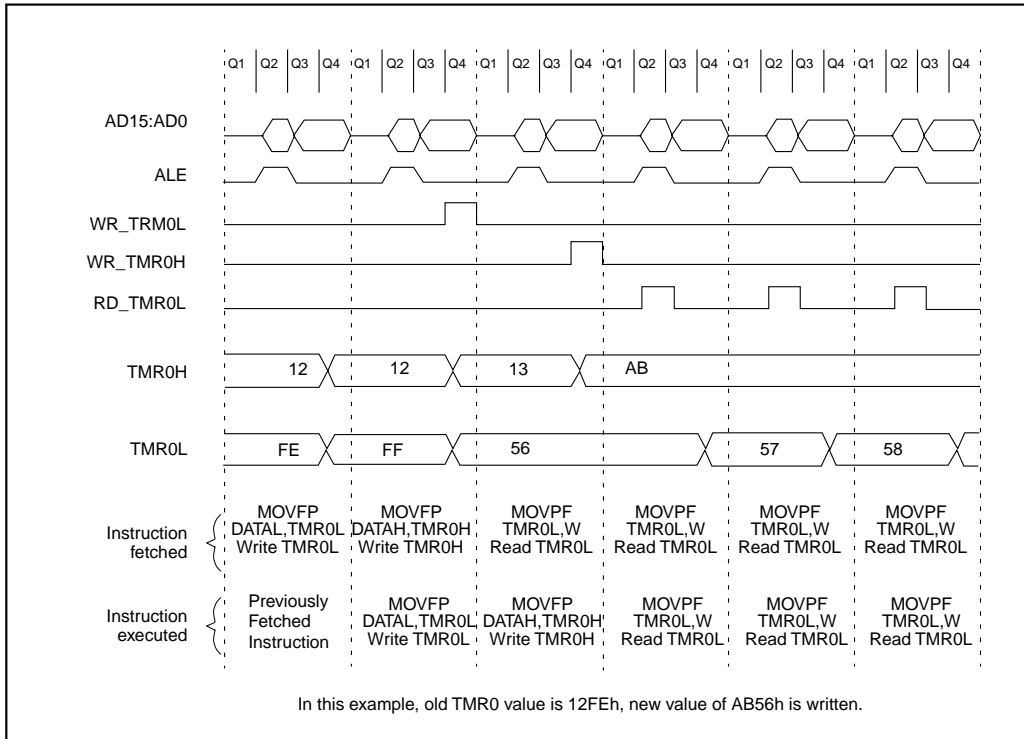 Q1 Q2 Q3 Q4 Q1 Q2 Q3 Q4 Q1 Q2 Q3 Q4 Q1 Q2 Q3 Q4 Q1 Q2 Q3 Q4 Q1 Q2 Q3 Q4
AD15:AD0
ALE
WR_TRM0L
WR_TMR0H
RD_TMR0L
TMR0H 12 12 13 AB
TMR0L FE FF 56 57 58
Instruction
fetched
MOVFP
DATAL,TMR0L
Write TMR0L
MOVFP
DATAH,TMR0H
Write TMR0H
MOVPF
TMR0L,W
Read TMR0L
MOVPF
TMR0L,W
Read TMR0L
MOVPF
TMR0L,W
Read TMR0L
MOVPF
TMR0L,W
Read TMR0L
Instruction
executed
Previously
Fetched
Instruction
MOVFP
DATAL,TMR0L
Write TMR0L
MOVFP
DATAH,TMR0H
Write TMR0H
MOVPF
TMR0L,W
Read TMR0L
MOVPF
TMR0L,W
Read TMR0L
MOVPF
TMR0L,W
Read TMR0L
In this example, old TMR0 value is 12FEh, new value of AB56h is written.